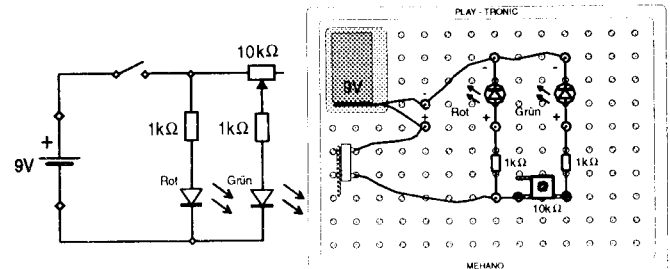 10kΩ
1kΩ
1kΩ
+
9V
Rot
Grün
PLAY - TRONIC
9V
-
+
-
-
Rot
Grün
+
+
1kΩ
1kΩ
10kΩ
MEHANO